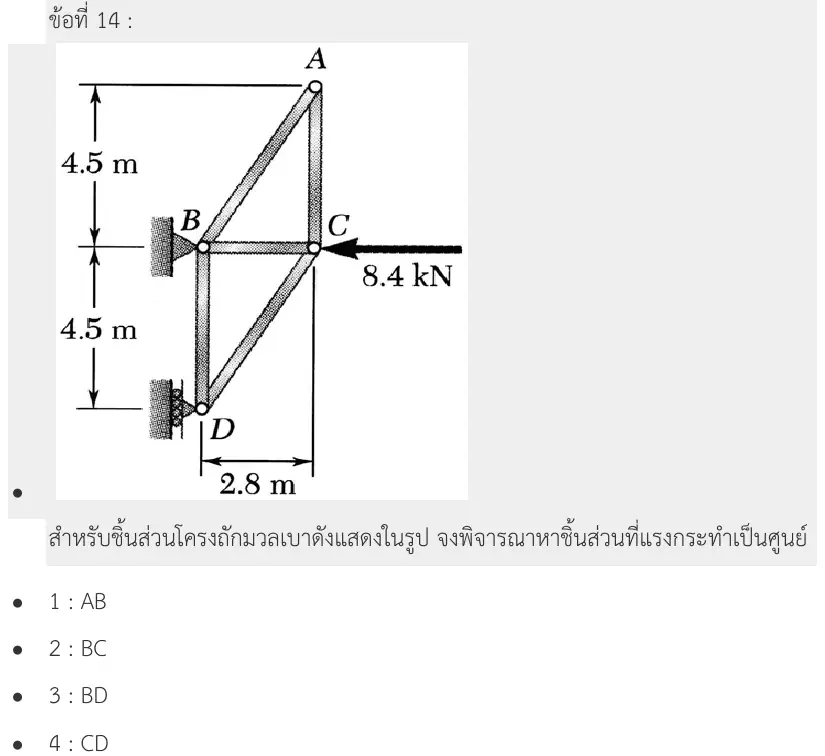 ข้อที่ 14 :
A
4.5 m
B
C
8.4 kN
4.5 m
D
2.8 m
สำหรับชิ้นส่วนโครงถักมวลเบาดังแสดงในรูป จงพิจารณาหาชิ้นส่วนที่แรงกระทำเป็นศูนย์
1 : AB
2 : BC
3 : BD
4 : CD